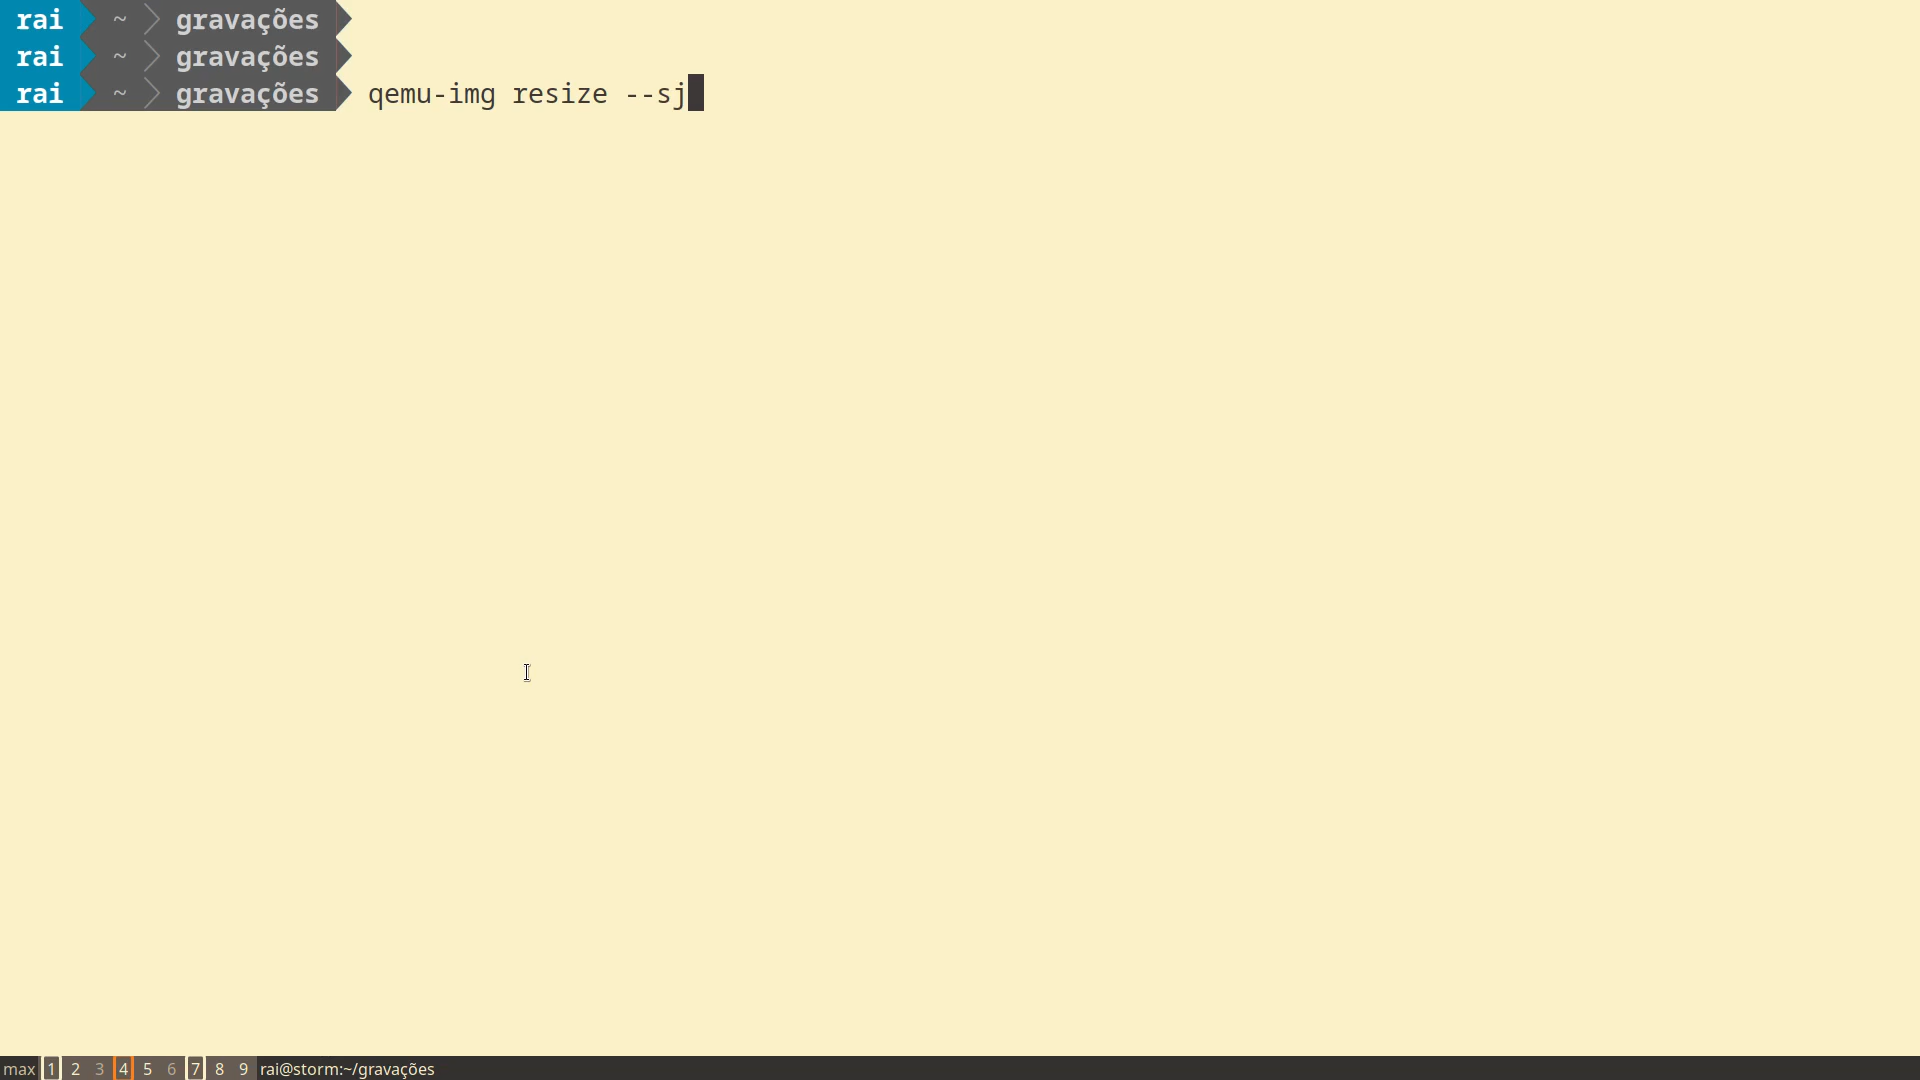 rai ~ gravações
rai ~ gravações
rai ~ gravações qemu-img resize --sj
max 1 2 3 4 5 6 7 8 9 rai@storm:~/gravações